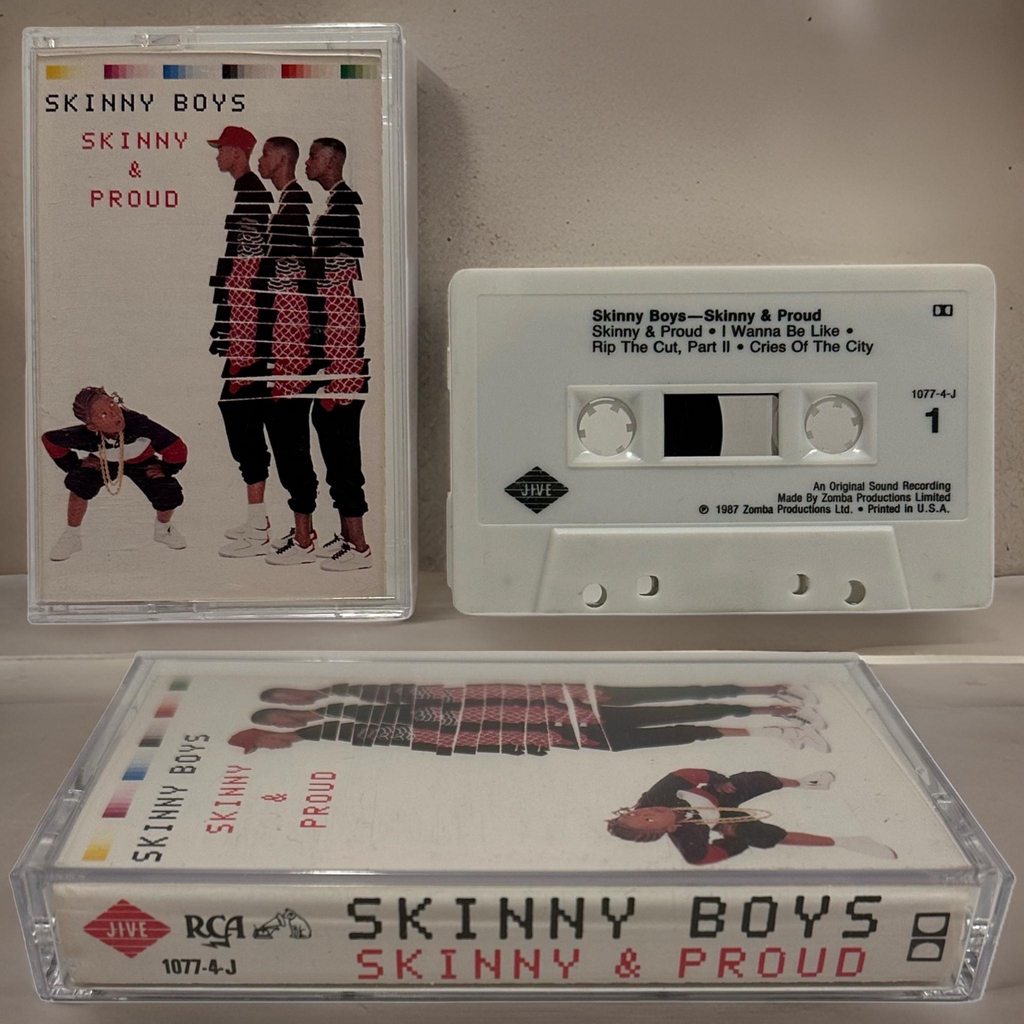 SKINNY BOYS
SKINNY
&
PROUD
Skinny Boys—Skinny & Proud
Skinny & Proud • I Wanna Be Like •
Rip The Cut, Part II • Cries Of The City
1077-4-J
1
JIVE
An Original Sound Recording
Made By Zomba Productions Limited
℗ 1987 Zomba Productions Ltd. • Printed in U.S.A.
SKINNY BOYS
SKINNY
&
PROUD
JIVE
RCA
1077-4-J
SKINNY BOYS
SKINNY & PROUD